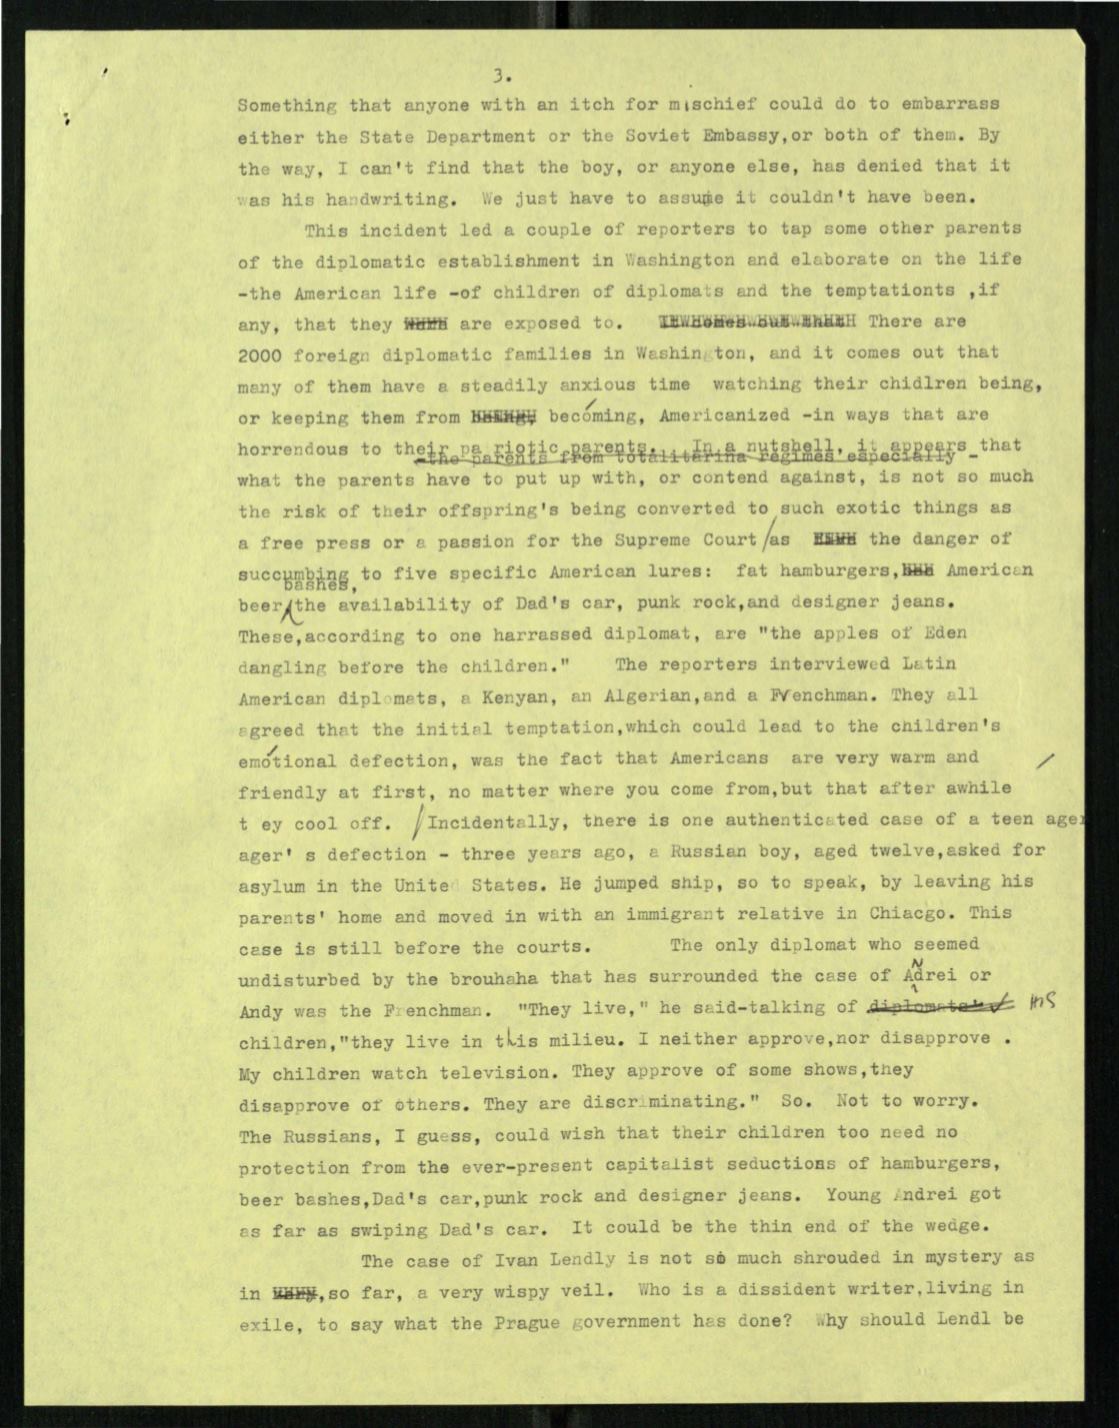 3.
Something that anyone with an itch for mischief could do to embarrass
either the State Department or the Soviet Embassy,or both of them. By
the way, I can't find that the boy, or anyone else, has denied that it
was his handwriting. We just have to assume it couldn't have been.
This incident led a couple of reporters to tap some other parents
of the diplomatic establishment in Washington and elaborate on the life
-the American life -of children of diplomats and the temptationts ,if
any, that they are exposed to. There are
2000 foreign diplomatic families in Washin ton, and it comes out that
many of them have a steadily anxious time watching their chidlren being,
or keeping them from becoming, Americanized -in ways that are
horrendous to their pa riotic parents. In a nutshell, it appears that
-the parents from totalitarina regimes especially -
what the parents have to put up with, or contend against, is not so much
the risk of their offspring's being converted to such exotic things as
a free press or a passion for the Supreme Court /as the danger of
succumbing to five specific American lures: fat hamburgers, American
bashes,
beer the availability of Dad's car, punk rock,and designer jeans.
These,according to one harrassed diplomat, are "the apples of Eden
dangling before the children." The reporters interviewed Latin
American diplomats, a Kenyan, an Algerian,and a Frenchman. They all
agreed that the initial temptation,which could lead to the children's
emotional defection, was the fact that Americans are very warm and
friendly at first, no matter where you come from,but that after awhile
t ey cool off. /Incidentally, there is one authenticated case of a teen ager
ager' s defection - three years ago, a Russian boy, aged twelve,asked for
asylum in the United States. He jumped ship, so to speak, by leaving his
parents' home and moved in with an immigrant relative in Chiacgo. This
case is still before the courts. The only diplomat who seemed
N
undisturbed by the brouhaha that has surrounded the case of Adrei or
Andy was the Frenchman. "They live," he said-talking of diplomats' his
children,"they live in this milieu. I neither approve,nor disapprove .
My children watch television. They approve of some shows,they
disapprove of others. They are discriminating." So. Not to worry.
The Russians, I guess, could wish that their children too need no
protection from the ever-present capitalist seductions of hamburgers,
beer bashes,Dad's car,punk rock and designer jeans. Young Andrei got
as far as swiping Dad's car. It could be the thin end of the wedge.
The case of Ivan Lendly is not so much shrouded in mystery as
in ,so far, a very wispy veil. Who is a dissident writer,living in
exile, to say what the Prague government has done? Why should Lendl be